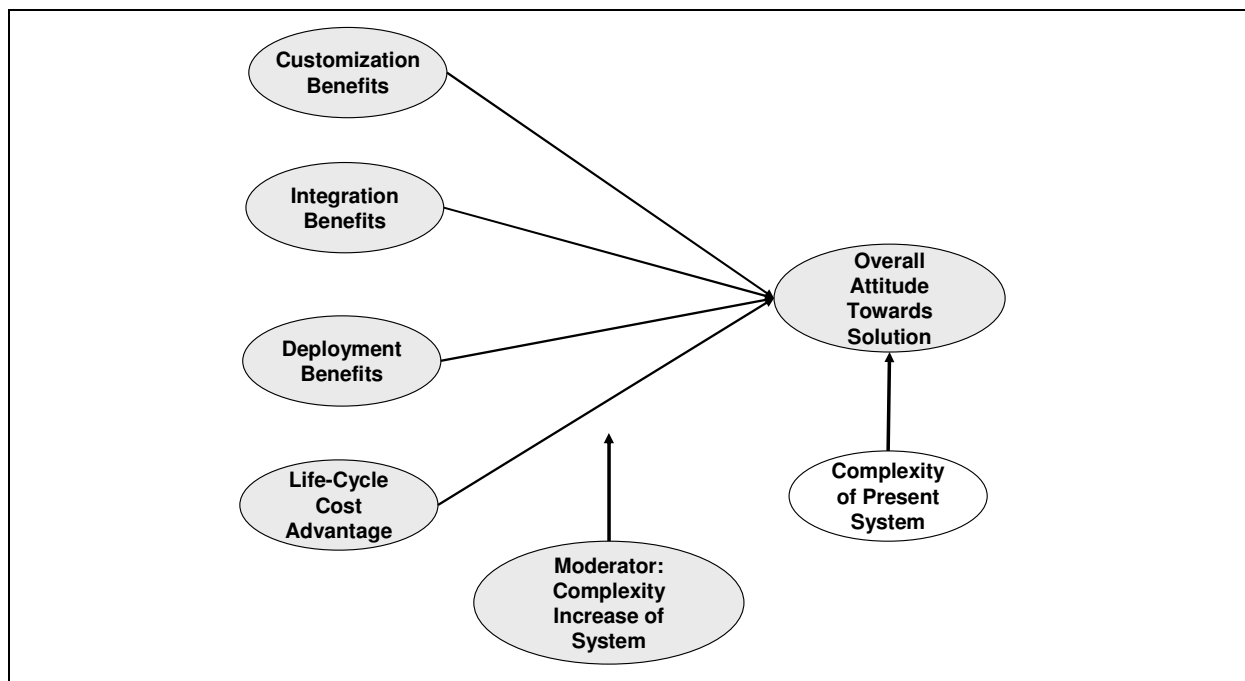 Customization
Benefits
Integration
Benefits
Overall
Attitude
Towards
Solution
Deployment
Benefits
Life-Cycle
Cost
Advantage
Complexity
of Present
System
Moderator:
Complexity
Increase of
System